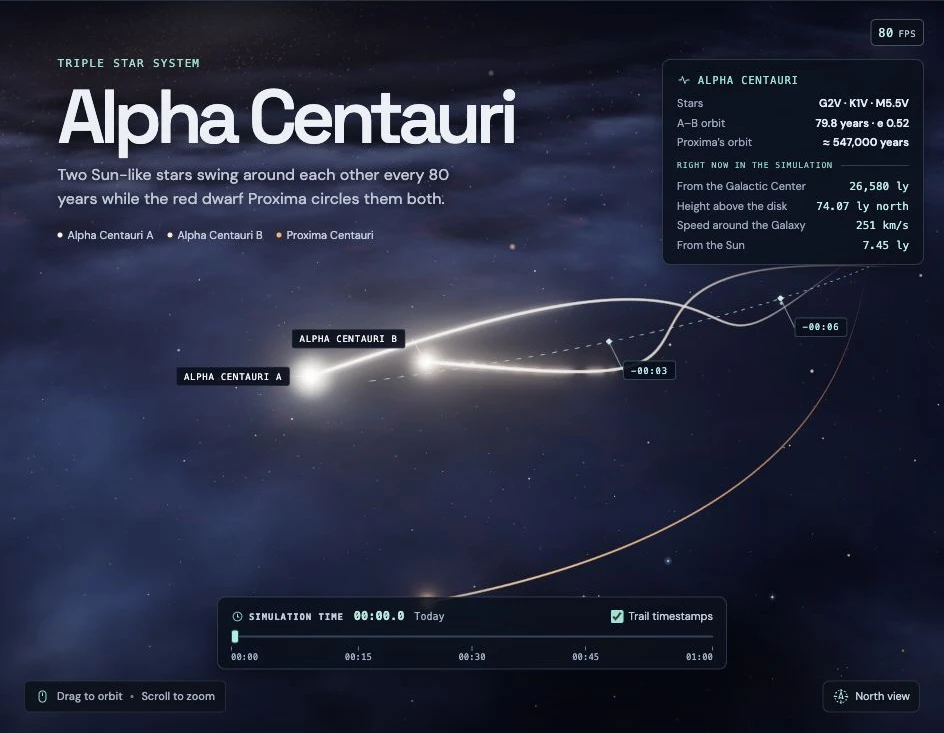 80 FPS
TRIPLE STAR SYSTEM
Alpha Centauri
Two Sun-like stars swing around each other every 80
years while the red dwarf Proxima circles them both.
Alpha Centauri A
Alpha Centauri B
Proxima Centauri
ALPHA CENTAURI
Stars G2V · K1V · M5.5V
A–B orbit 79.8 years · e 0.52
Proxima's orbit ≈ 547,000 years
RIGHT NOW IN THE SIMULATION
From the Galactic Center 26,580 ly
Height above the disk 74.07 ly north
Speed around the Galaxy 251 km/s
From the Sun 7.45 ly
−00:06
ALPHA CENTAURI B
−00:03
ALPHA CENTAURI A
SIMULATION TIME 00:00.0 Today
Trail timestamps
00:00 00:15 00:30 00:45 01:00
Drag to orbit • Scroll to zoom
North view